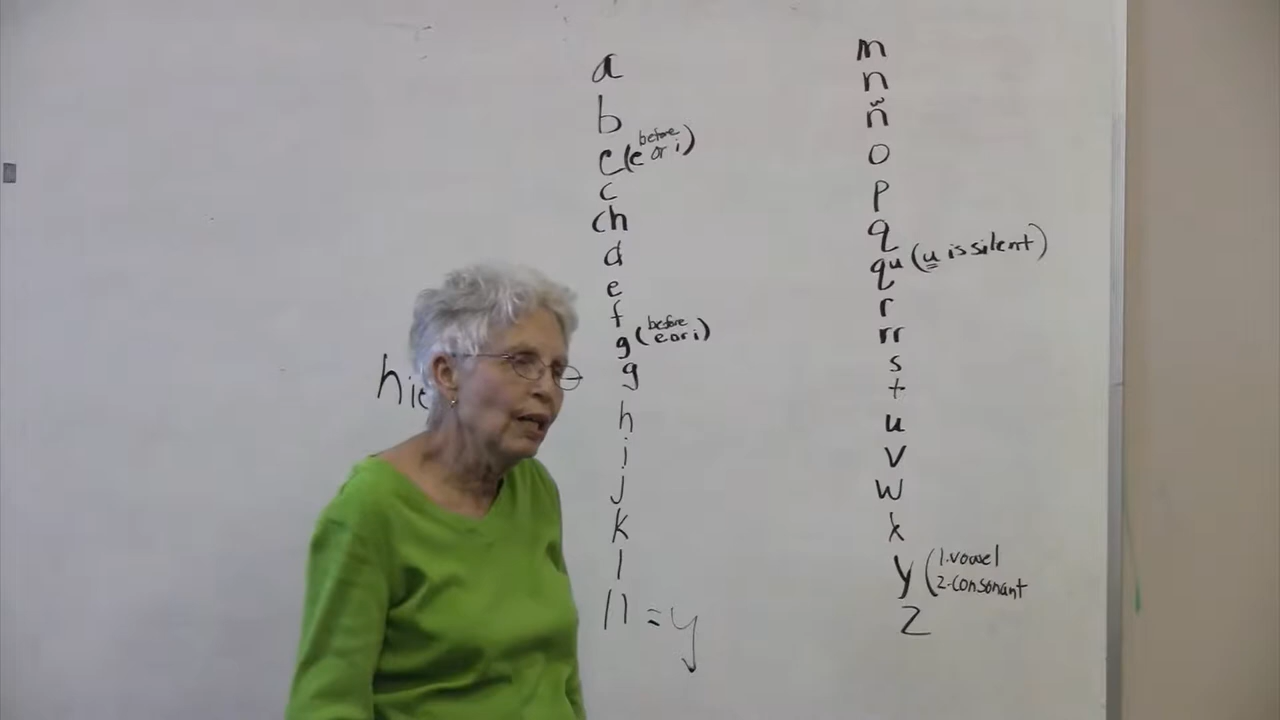 a
b
c (before e or i)
c
ch
d
e
f
g (before e or i)
g
h
i
j
k
l
ll = y
m
n
ñ
o
p
q
qu (u is silent)
r
rr
s
t
u
v
w
x
y (1. vowel
2. consonant
z